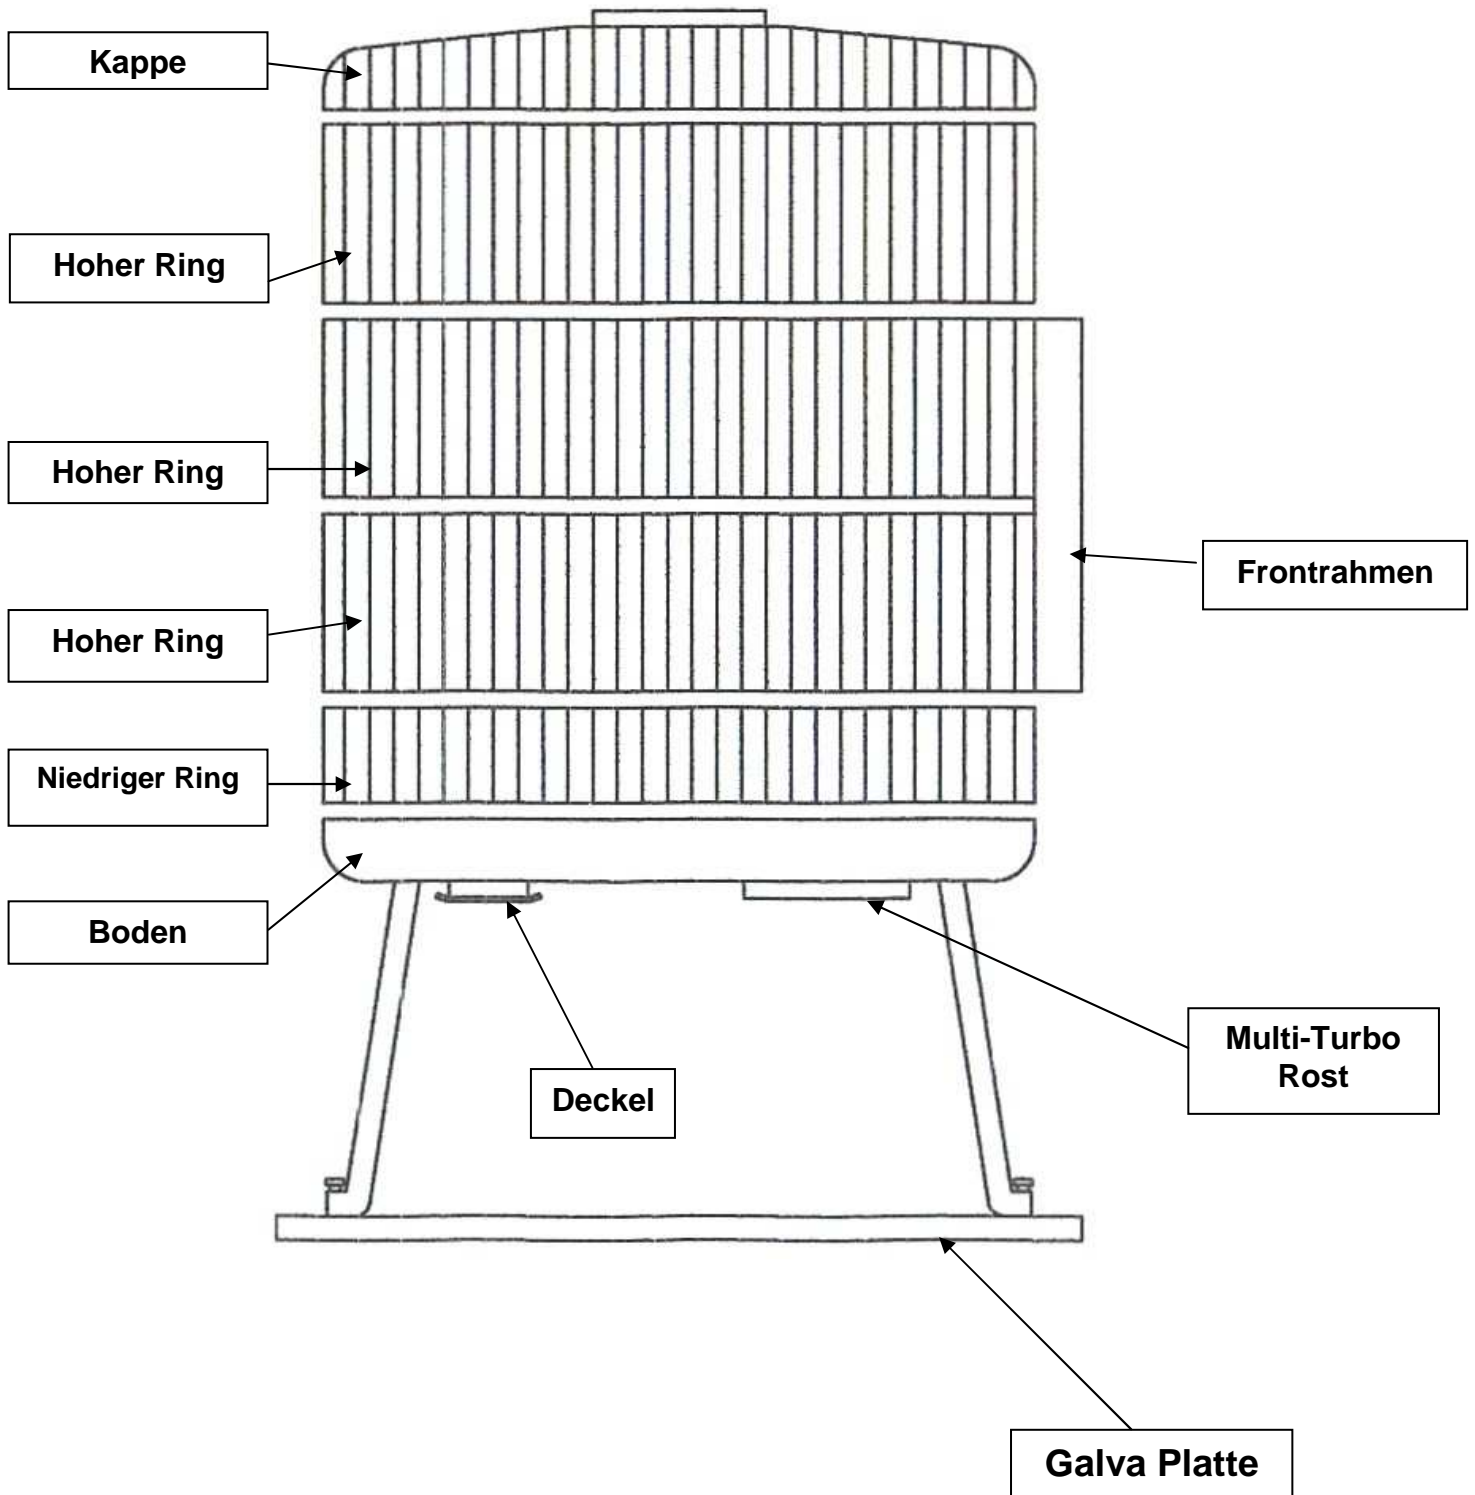 Kappe
Hoher Ring
Hoher Ring
Frontrahmen
Hoher Ring
Niedriger Ring
Boden
Multi-Turbo
Rost
Deckel
Galva Platte